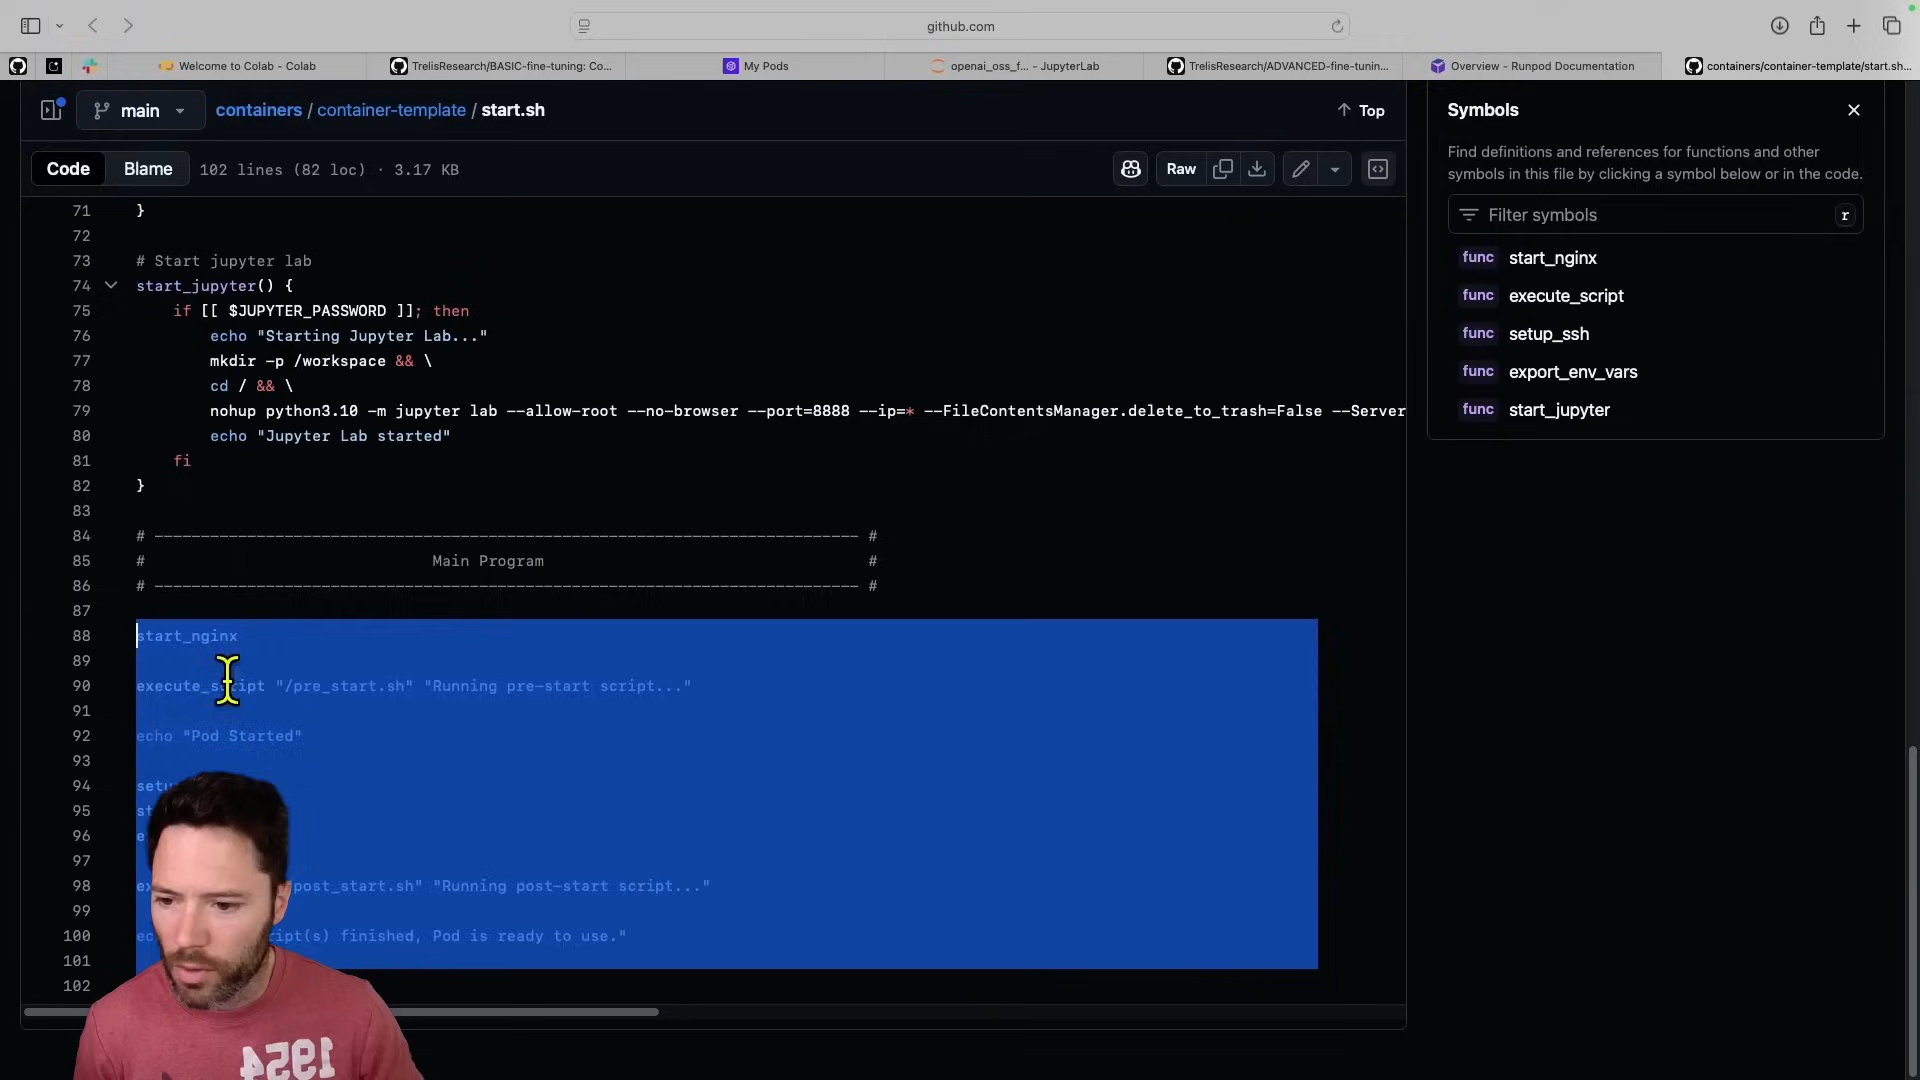 github.com
Welcome to Colab - Colab
TrelisResearch/BASIC-fine-tuning: Co...
My Pods
openai_oss_f... - JupyterLab
TrelisResearch/ADVANCED-fine-tunin...
Overview - Runpod Documentation
containers/container-template/start.sh...
main
containers / container-template / start.sh
Top
Code
Blame
102 lines (82 loc) · 3.17 KB
Raw
71 }
72
73 # Start jupyter lab
74 start_jupyter() {
75 if [[ $JUPYTER_PASSWORD ]]; then
76 echo "Starting Jupyter Lab..."
77 mkdir -p /workspace && \
78 cd / && \
79 nohup python3.10 -m jupyter lab --allow-root --no-browser --port=8888 --ip=* --FileContentsManager.delete_to_trash=False --Server
80 echo "Jupyter Lab started"
81 fi
82 }
83
84 # ---------------------------------------------------------------------------- #
85 # Main Program #
86 # ---------------------------------------------------------------------------- #
87
88 start_nginx
89
90 execute_script "/pre_start.sh" "Running pre-start script..."
91
92 echo "Pod Started"
93
94
95
96
97
98 post_start.sh" "Running post-start script..."
99
100 finished, Pod is ready to use."
101
102
1954
Symbols
Find definitions and references for functions and other
symbols in this file by clicking a symbol below or in the code.
Filter symbols
r
func start_nginx
func execute_script
func setup_ssh
func export_env_vars
func start_jupyter